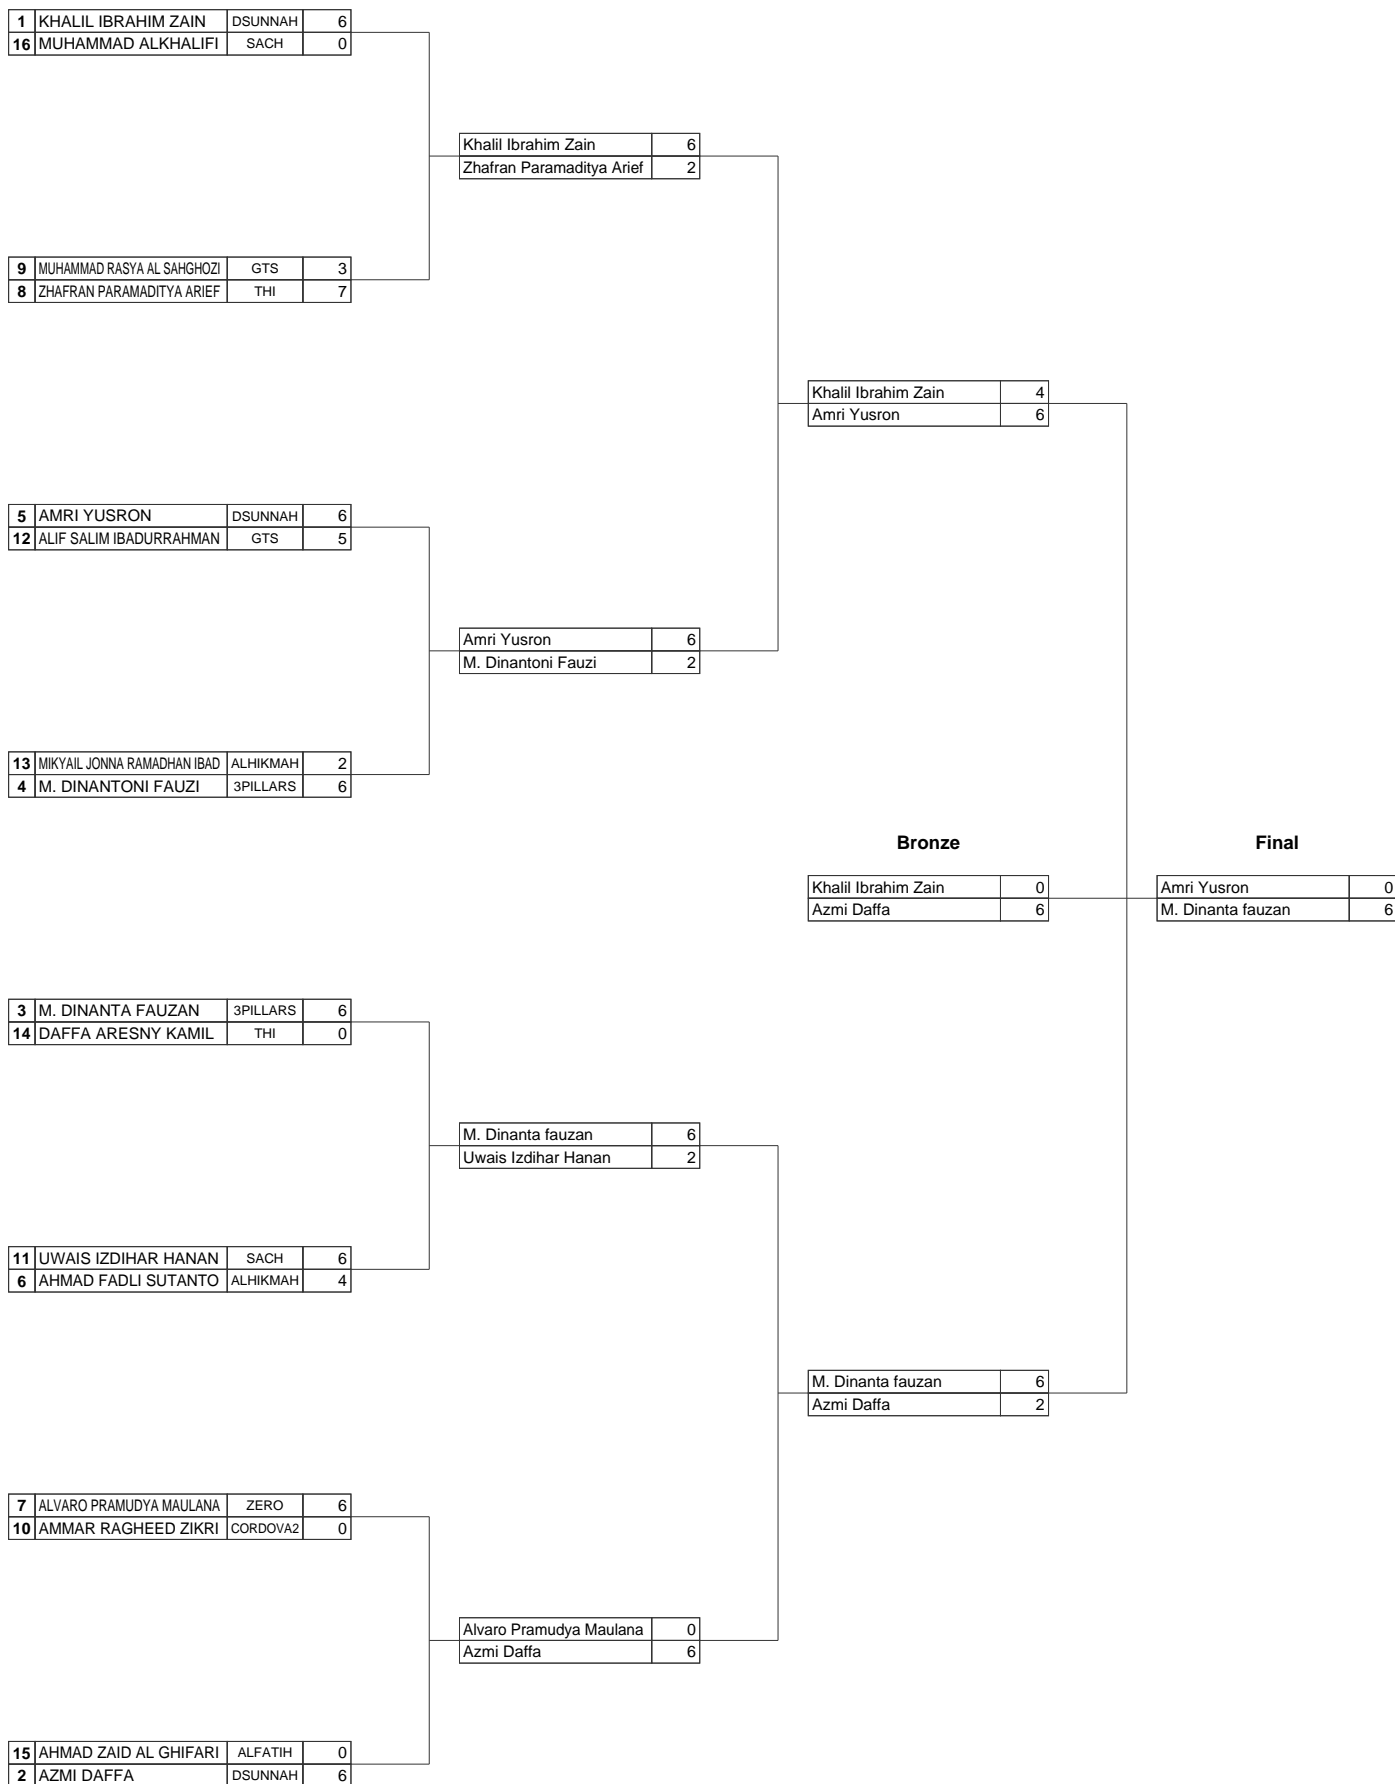 1 KHALIL IBRAHIM ZAIN DSUNNAH 6
16 MUHAMMAD ALKHALIFI SACH 0
Khalil Ibrahim Zain 6
Zhafran Paramaditya Arief 2
9 MUHAMMAD RASYA AL SAHGHOZI GTS 3
8 ZHAFRAN PARAMADITYA ARIEF THI 7
Khalil Ibrahim Zain 4
Amri Yusron 6
5 AMRI YUSRON DSUNNAH 6
12 ALIF SALIM IBADURRAHMAN GTS 5
Amri Yusron 6
M. Dinantoni Fauzi 2
13 MIKYAIL JONNA RAMADHAN IBAD ALHIKMAH 2
4 M. DINANTONI FAUZI 3PILLARS 6
Bronze Final
Khalil Ibrahim Zain 0 Amri Yusron 0
Azmi Daffa 6 M. Dinanta fauzan 6
3 M. DINANTA FAUZAN 3PILLARS 6
14 DAFFA ARESNY KAMIL THI 0
M. Dinanta fauzan 6
Uwais Izdihar Hanan 2
11 UWAIS IZDIHAR HANAN SACH 6
6 AHMAD FADLI SUTANTO ALHIKMAH 4
M. Dinanta fauzan 6
Azmi Daffa 2
7 ALVARO PRAMUDYA MAULANA ZERO 6
10 AMMAR RAGHEED ZIKRI CORDOVA2 0
Alvaro Pramudya Maulana 0
Azmi Daffa 6
15 AHMAD ZAID AL GHIFARI ALFATIH 0
2 AZMI DAFFA DSUNNAH 6